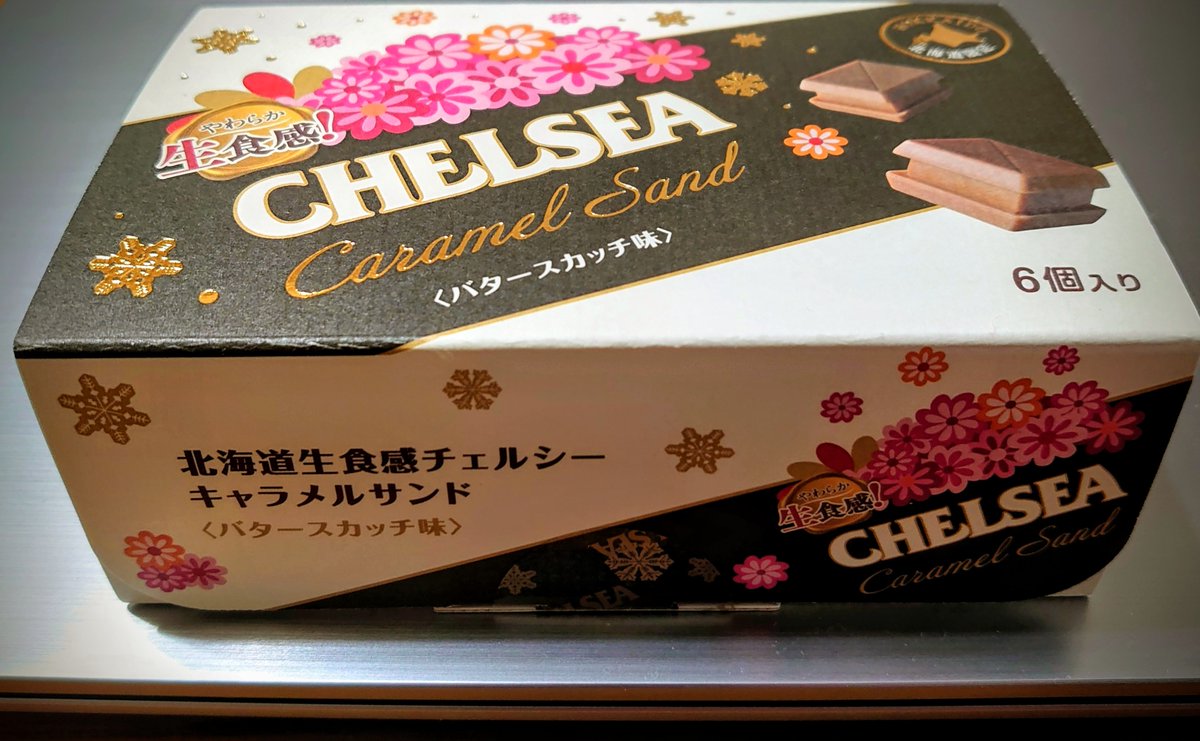 やわらか
生食感!
CHELSEA
Caramel Sand
〈バタースカッチ味〉
6個入り
北海道生食感チェルシー
キャラメルサンド
〈バタースカッチ味〉
やわらか
生食感!
CHELSEA
Caramel Sand